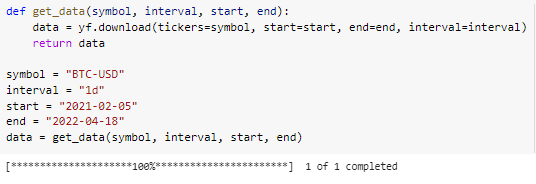 def get_data(symbol, interval, start, end):
    data = yf.download(tickers=symbol, start=start, end=end, interval=interval)
    return data
symbol = "BTC-USD"
interval = "1d"
start = "2021-02-05"
end = "2022-04-18"
data = get_data(symbol, interval, start, end)
[*********************100%***********************]  1 of 1 completed